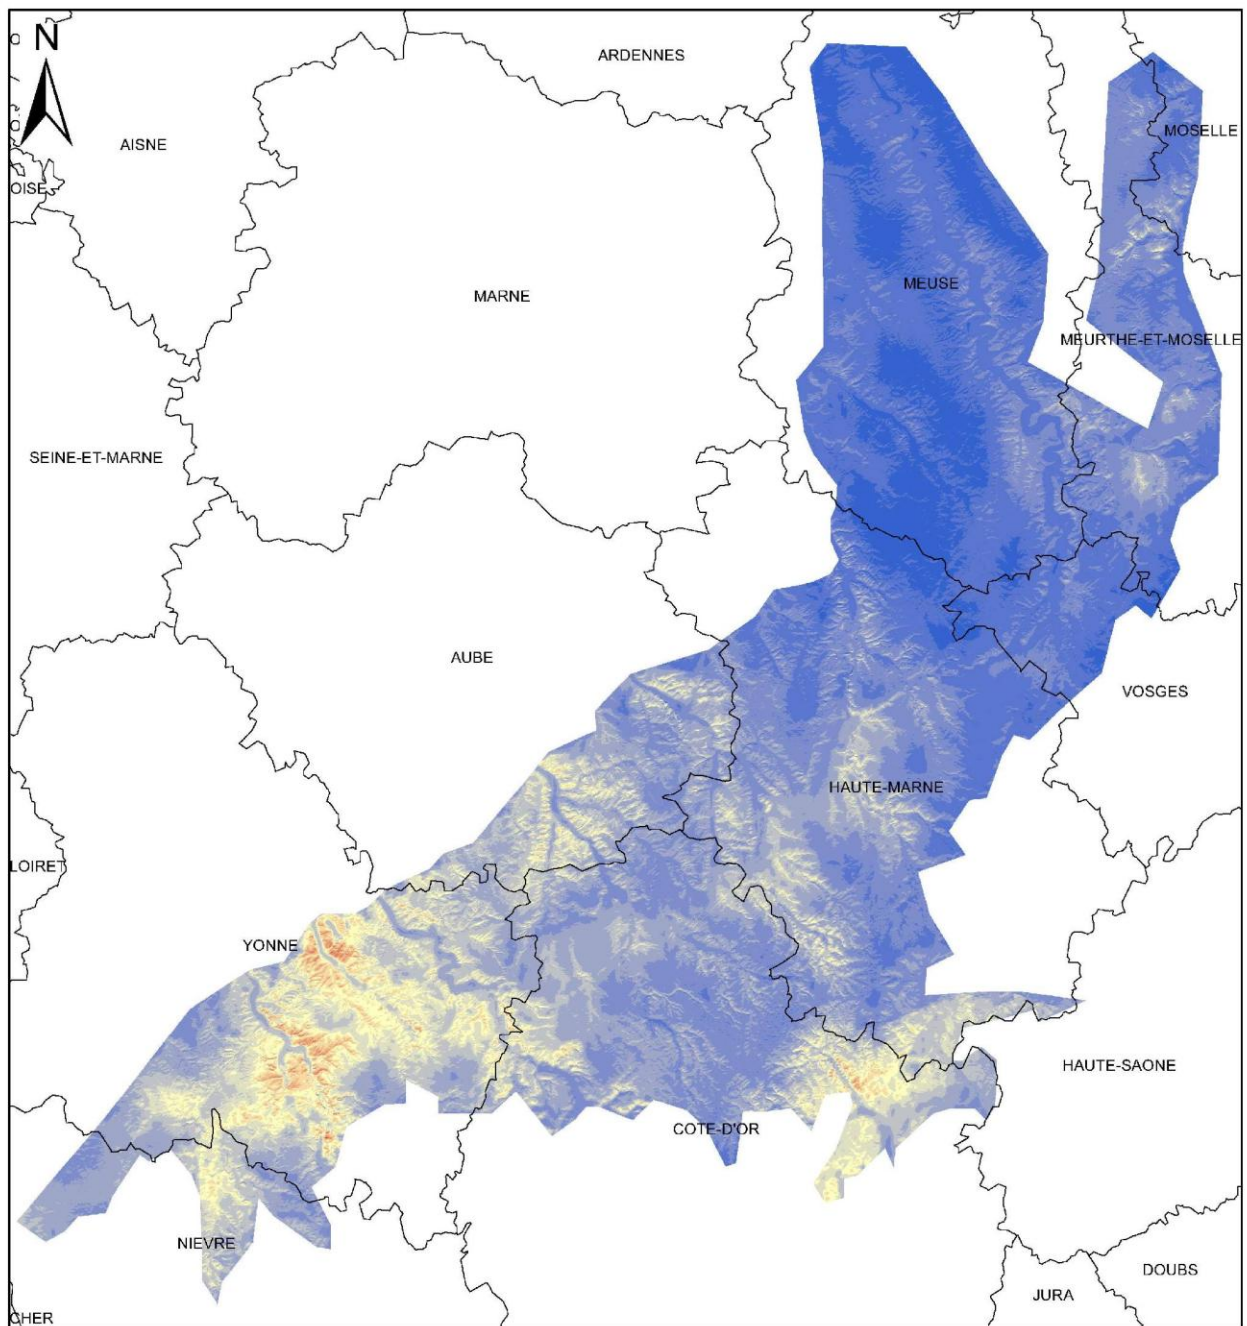 N
ARDENNES
AISNE
MOSELLE
OISE
MARNE
MEUSE
MEURTHE-ET-MOSELLE
SEINE-ET-MARNE
AUBE
VOSGES
HAUTE-MARNE
LOIRET
YONNE
HAUTE-SAONE
COTE-D'OR
NIEVRE
DOUBS
JURA
CHER